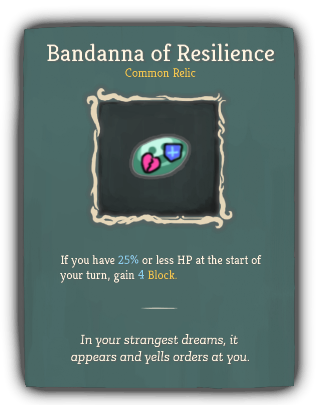 Bandanna of Resilience
Common Relic
If you have 25% or less HP at the start of
your turn, gain 4 Block.
In your strangest dreams, it
appears and yells orders at you.